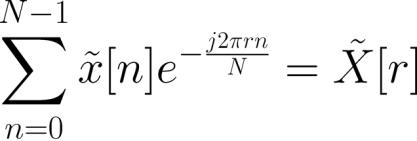 \sum_{n=0}^{N-1} \tilde{x}[n] e^{-\frac{j2\pi rn}{N}} = \tilde{X}[r]